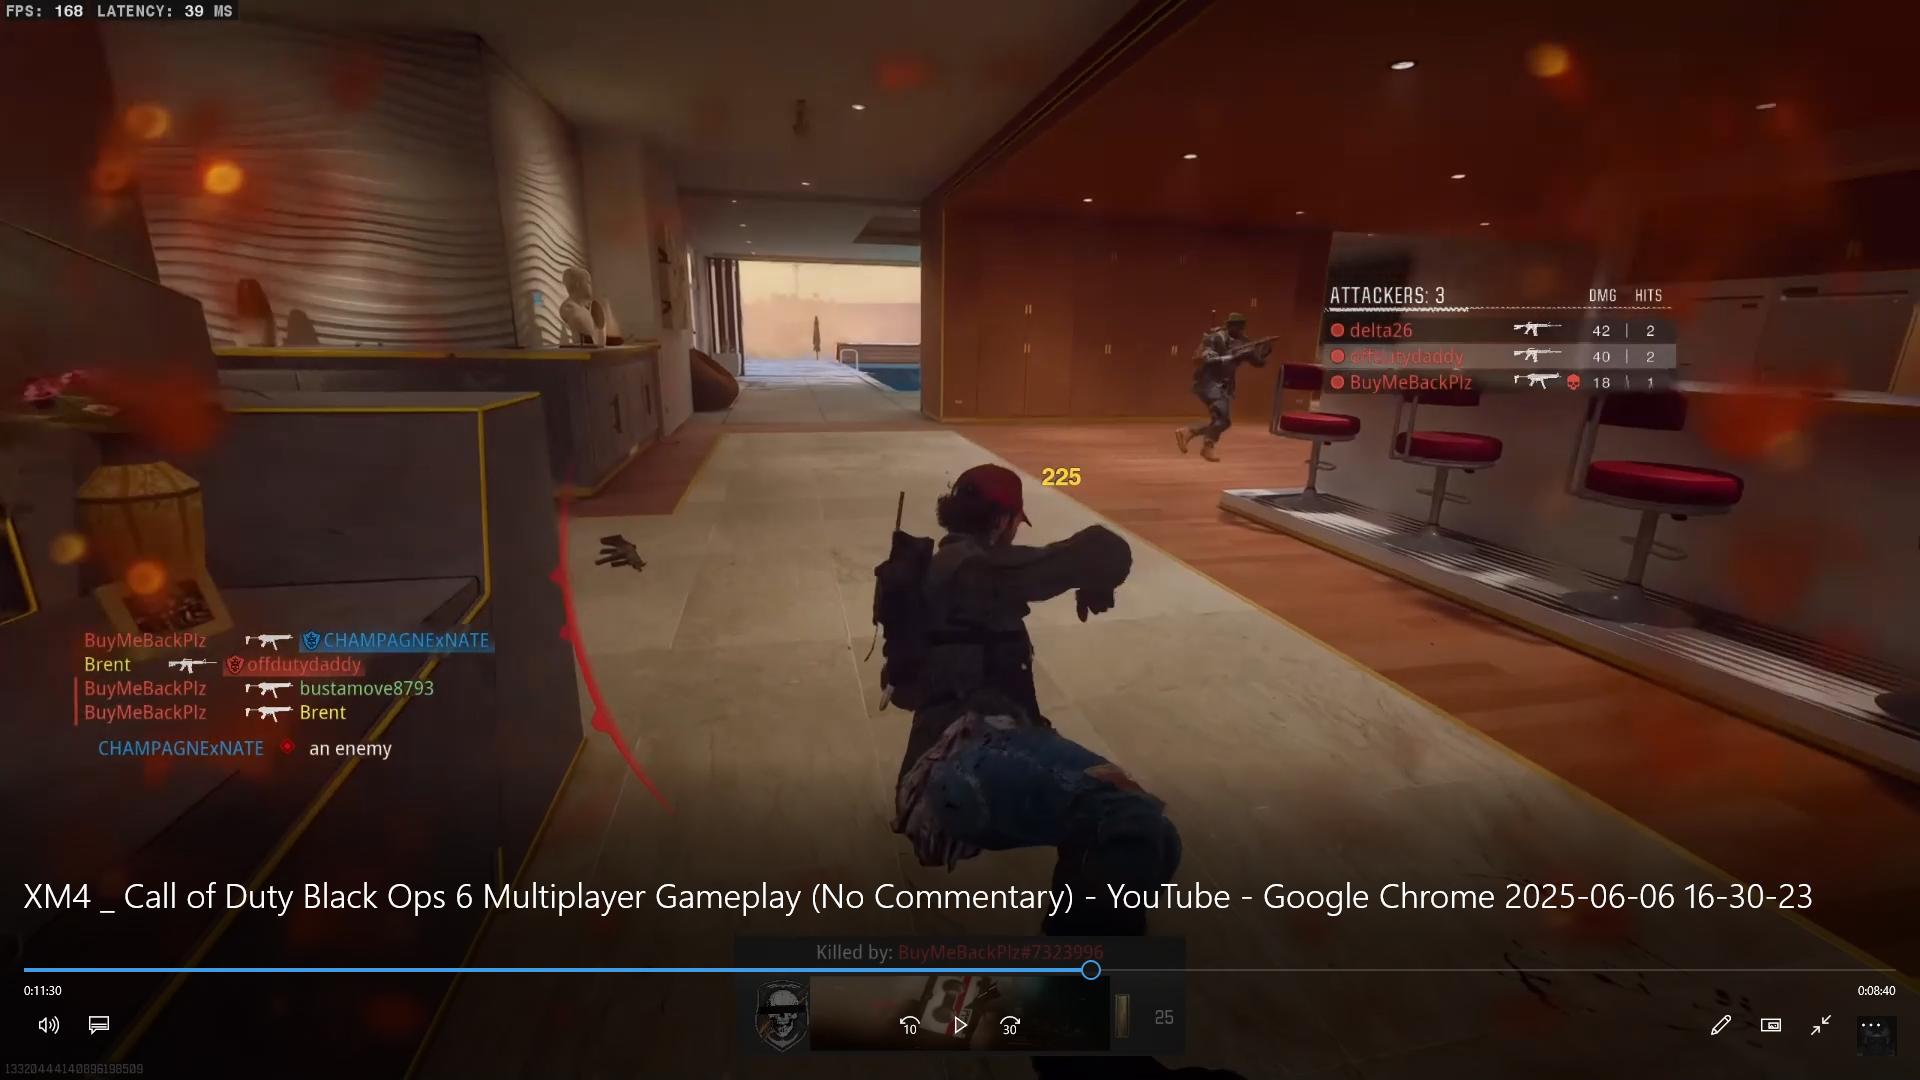 FPS: 168 LATENCY: 39 MS
ATTACKERS: 3 DMG HITS
delta26 42 | 2
offdutydaddy 40 | 2
BuyMeBackPlz 18 | 1
225
BuyMeBackPlz CHAMPAGNExNATE
Brent offdutydaddy
BuyMeBackPlz bustamove8793
BuyMeBackPlz Brent
CHAMPAGNExNATE an enemy
XM4 _ Call of Duty Black Ops 6 Multiplayer Gameplay (No Commentary) - YouTube - Google Chrome 2025-06-06 16-30-23
Killed by: BuyMeBackPlz#7323996
0:11:30 0:08:40
10 30
25
13320444140896198509